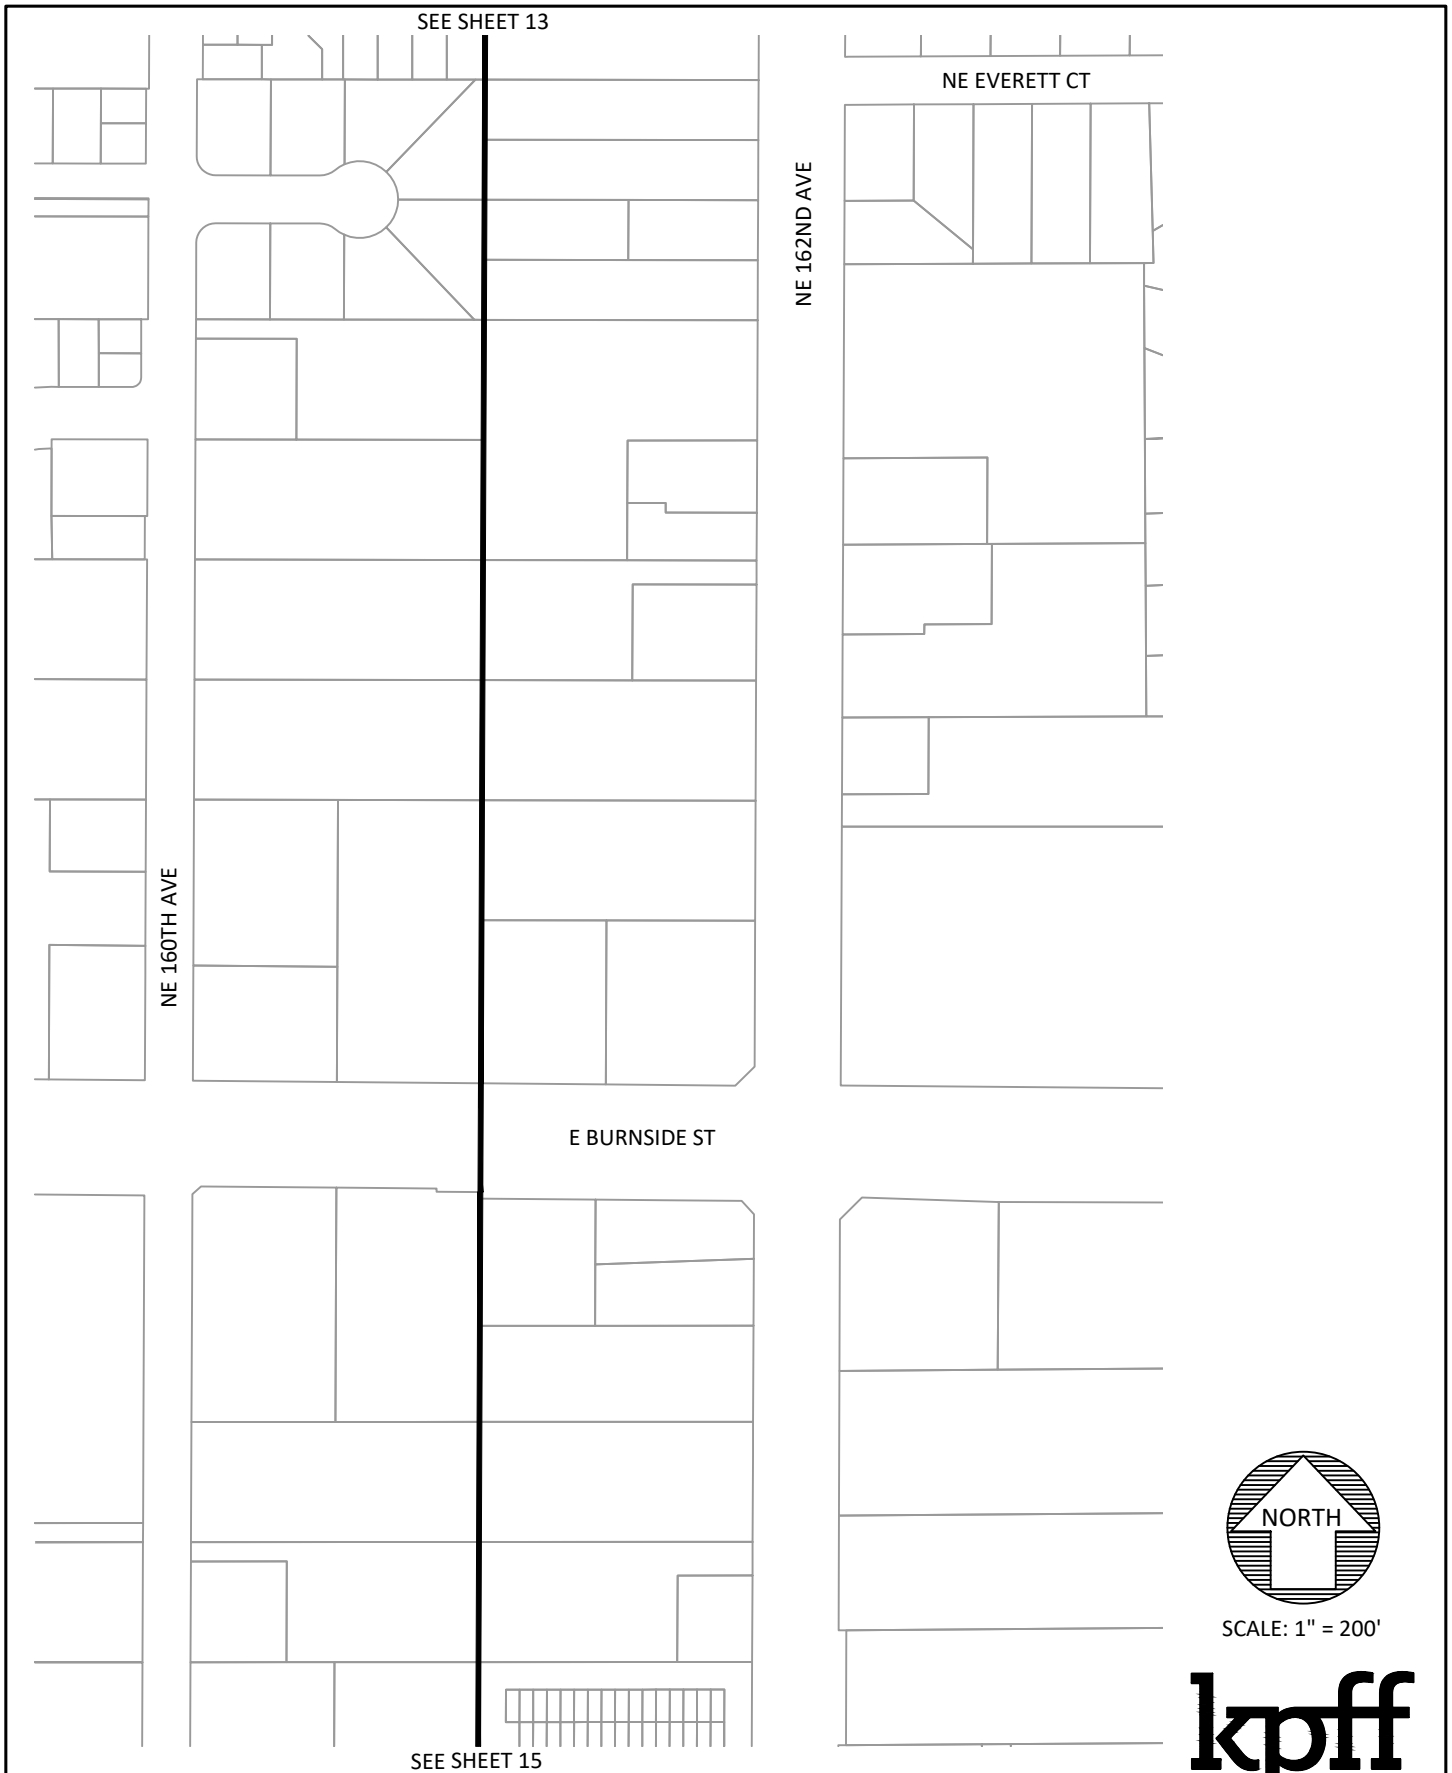 SEE SHEET 13
NE EVERETT CT
NE 162ND AVE
NE 160TH AVE
E BURNSIDE ST
NORTH
SCALE: 1" = 200'
kpff
SEE SHEET 15